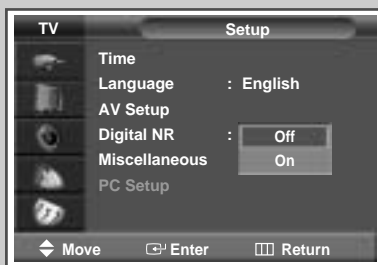 TV Setup
Time
Language : English
AV Setup
Digital NR : Off
On
Miscellaneous
PC Setup
Move Enter Return